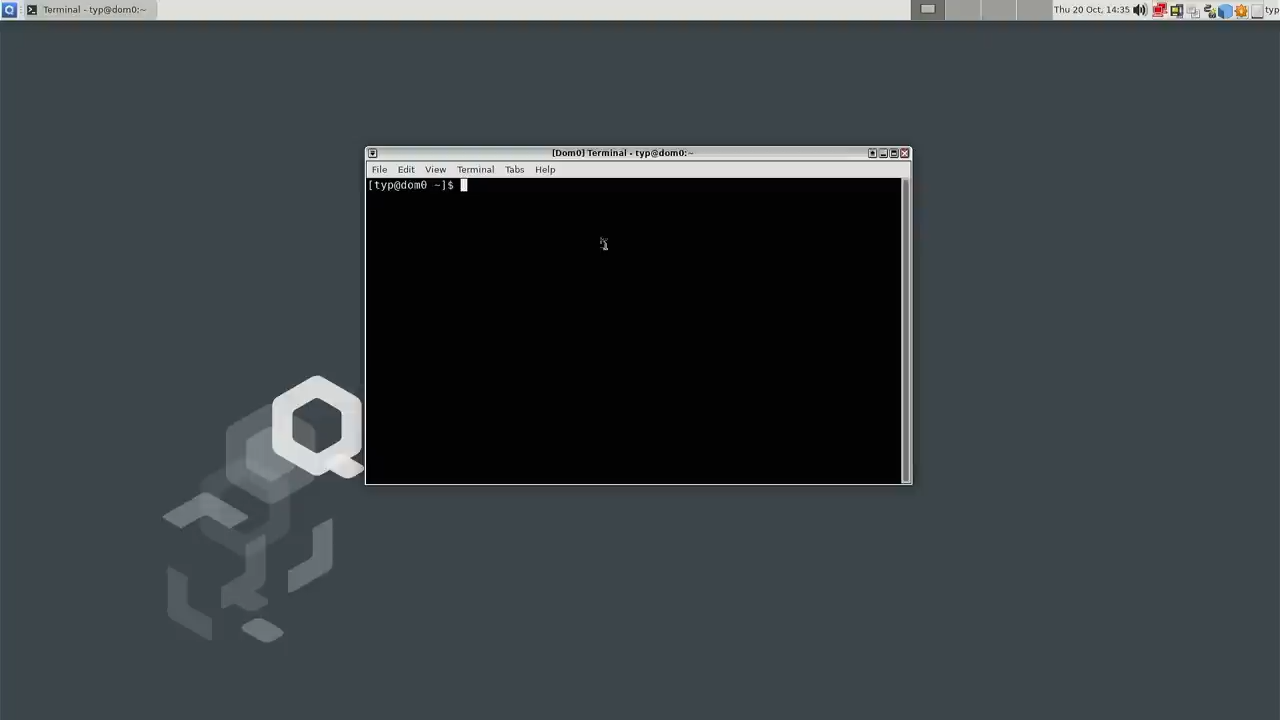 Terminal - typ@dom0:~
Thu 20 Oct, 14:35
typ
[Dom0] Terminal - typ@dom0:~
File Edit View Terminal Tabs Help
[typ@dom0 ~]$